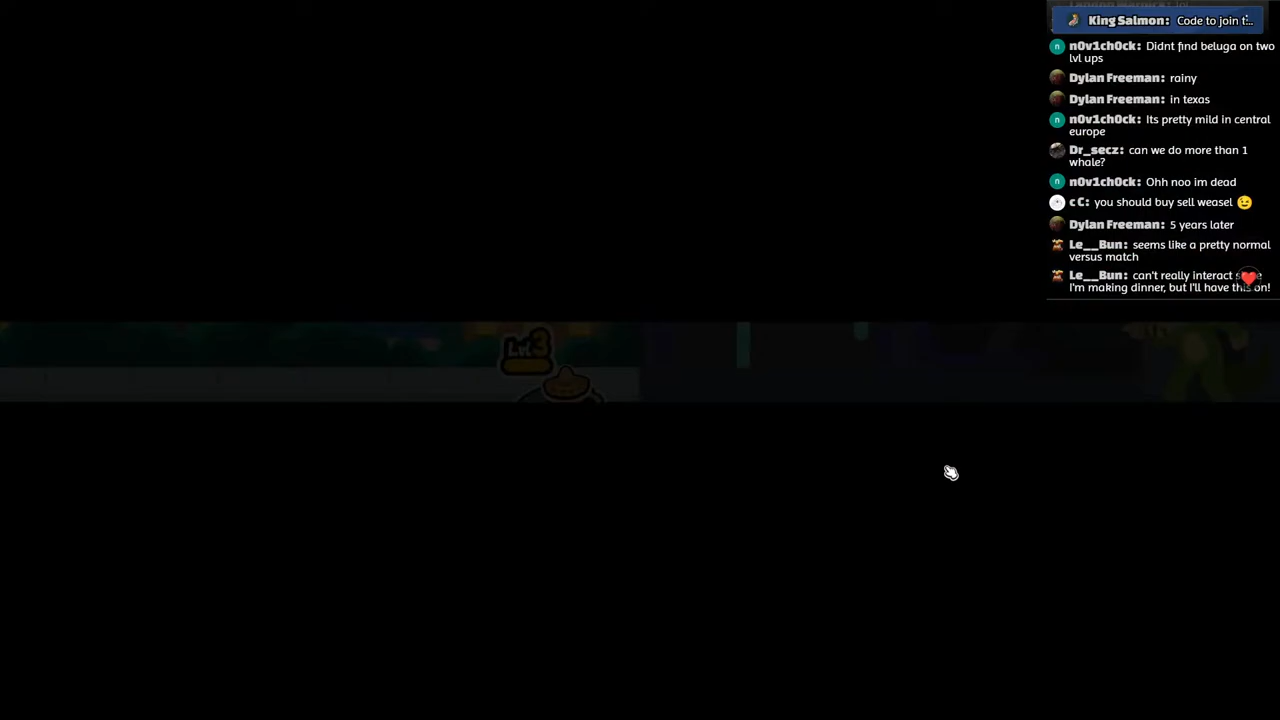 King Salmon: Code to join t...
n0v1ch0ck: Didnt find beluga on two
lvl ups
Dylan Freeman: rainy
Dylan Freeman: in texas
n0v1ch0ck: Its pretty mild in central
europe
Dr_secz: can we do more than 1
whale?
n0v1ch0ck: Ohh noo im dead
c C: you should buy sell weasel 😉
Dylan Freeman: 5 years later
Le__Bun: seems like a pretty normal
versus match
Le__Bun: can't really interact
I'm making dinner, but I'll have this on!
Lvl3